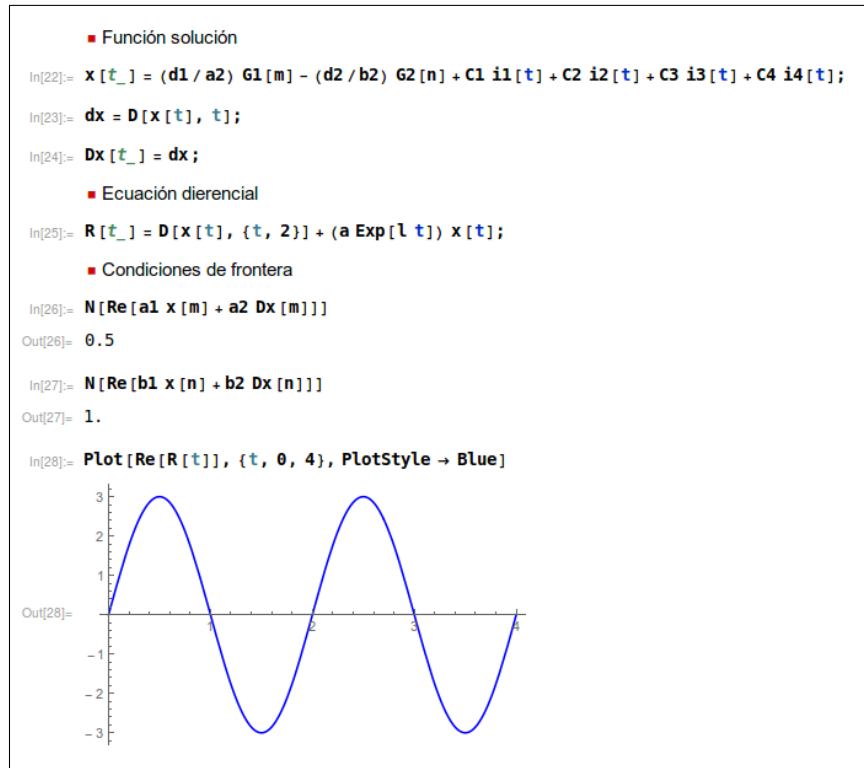 ▪ Función solución
In[22]:= x[t_] = (d1 / a2) G1[m] - (d2 / b2) G2[n] + C1 i1[t] + C2 i2[t] + C3 i3[t] + C4 i4[t];
In[23]:= dx = D[x[t], t];
In[24]:= Dx[t_] = dx;
▪ Ecuación dierencial
In[25]:= R[t_] = D[x[t], {t, 2}] + (a Exp[l t]) x[t];
▪ Condiciones de frontera
In[26]:= N[Re[a1 x[m] + a2 Dx[m]]]
Out[26]= 0.5
In[27]:= N[Re[b1 x[n] + b2 Dx[n]]]
Out[27]= 1.
In[28]:= Plot[Re[R[t]], {t, 0, 4}, PlotStyle → Blue]
3
2
1
Out[28]=
1 2 3 4
-1
-2
-3